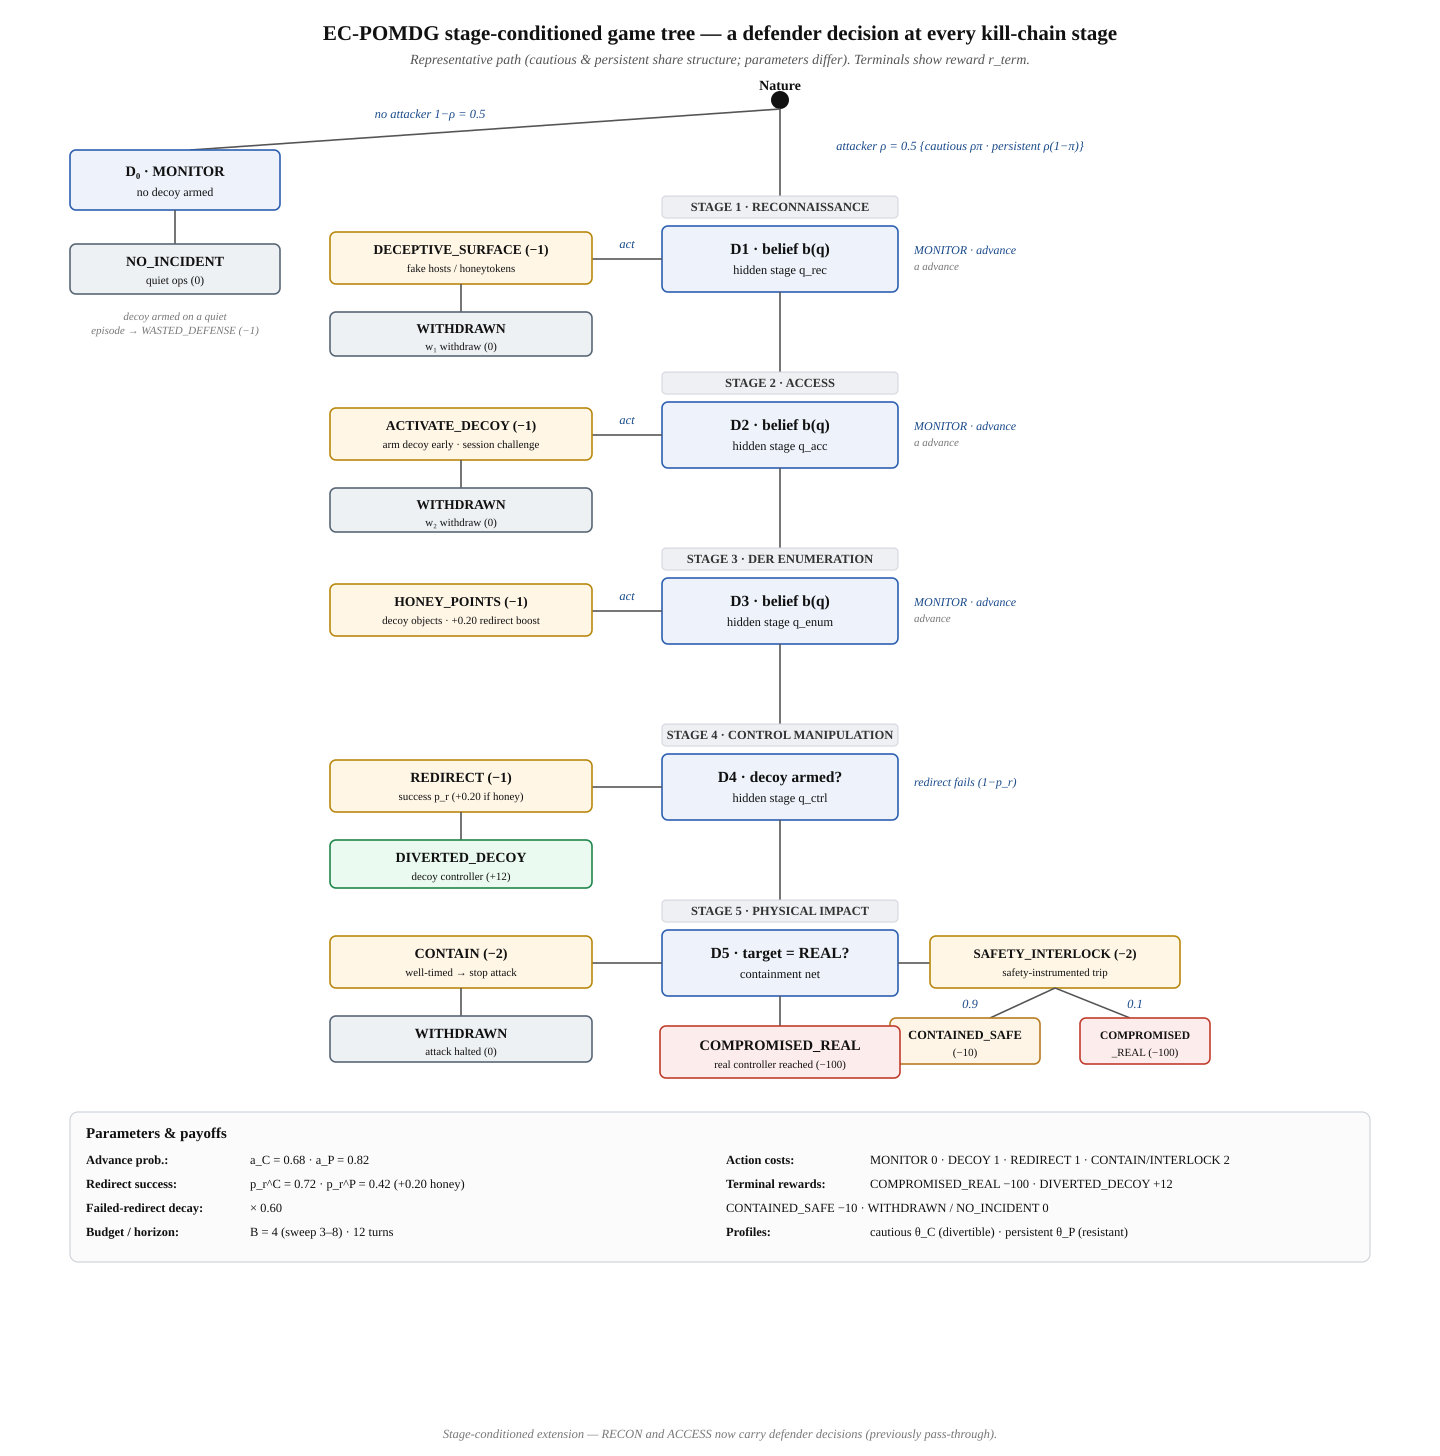 EC-POMDG stage-conditioned game tree — a defender decision at every kill-chain stage
Representative path (cautious & persistent share structure; parameters differ). Terminals show reward r_term.
Nature
no attacker 1−ρ = 0.5
attacker ρ = 0.5 {cautious ρπ · persistent ρ(1−π)}
D₀ · MONITOR
no decoy armed
NO_INCIDENT
quiet ops (0)
decoy armed on a quiet
episode → WASTED_DEFENSE (−1)
STAGE 1 · RECONNAISSANCE
DECEPTIVE_SURFACE (−1)
fake hosts / honeytokens
act
D1 · belief b(q)
hidden stage q_rec
MONITOR · advance
a advance
WITHDRAWN
w₁ withdraw (0)
STAGE 2 · ACCESS
ACTIVATE_DECOY (−1)
arm decoy early · session challenge
act
D2 · belief b(q)
hidden stage q_acc
MONITOR · advance
a advance
WITHDRAWN
w₂ withdraw (0)
STAGE 3 · DER ENUMERATION
HONEY_POINTS (−1)
decoy objects · +0.20 redirect boost
act
D3 · belief b(q)
hidden stage q_enum
MONITOR · advance
advance
STAGE 4 · CONTROL MANIPULATION
REDIRECT (−1)
success p_r (+0.20 if honey)
D4 · decoy armed?
hidden stage q_ctrl
redirect fails (1−p_r)
DIVERTED_DECOY
decoy controller (+12)
STAGE 5 · PHYSICAL IMPACT
CONTAIN (−2)
well-timed → stop attack
D5 · target = REAL?
containment net
SAFETY_INTERLOCK (−2)
safety-instrumented trip
0.9
0.1
WITHDRAWN
attack halted (0)
COMPROMISED_REAL
real controller reached (−100)
CONTAINED_SAFE
(−10)
COMPROMISED
_REAL (−100)
Parameters & payoffs
Advance prob.: a_C = 0.68 · a_P = 0.82
Redirect success: p_r^C = 0.72 · p_r^P = 0.42 (+0.20 honey)
Failed-redirect decay: × 0.60
Budget / horizon: B = 4 (sweep 3–8) · 12 turns
Action costs: MONITOR 0 · DECOY 1 · REDIRECT 1 · CONTAIN/INTERLOCK 2
Terminal rewards: COMPROMISED_REAL −100 · DIVERTED_DECOY +12
CONTAINED_SAFE −10 · WITHDRAWN / NO_INCIDENT 0
Profiles: cautious θ_C (divertible) · persistent θ_P (resistant)
Stage-conditioned extension — RECON and ACCESS now carry defender decisions (previously pass-through).